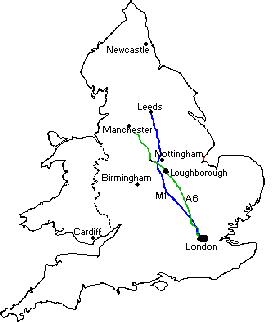 Newcastle
Leeds
Manchester
Nottingham
Loughborough
Birmingham
M1
A6
Cardiff
London